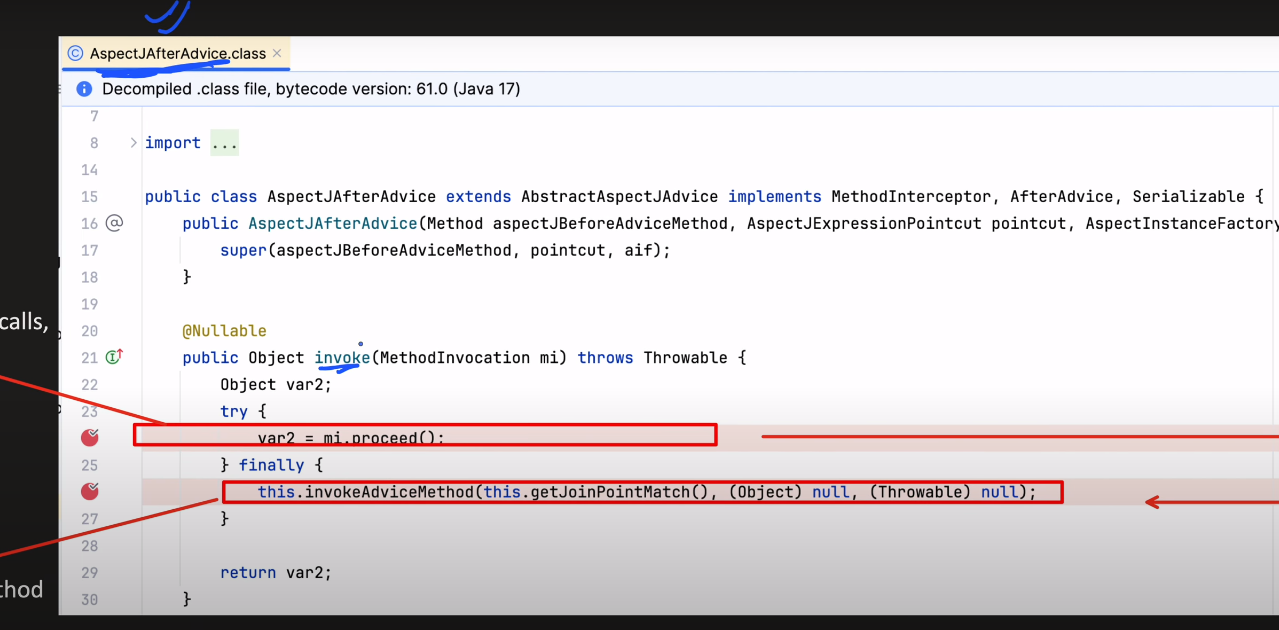 AspectJAfterAdvice.class
Decompiled .class file, bytecode version: 61.0 (Java 17)
7
8 import ...
14
15 public class AspectJAfterAdvice extends AbstractAspectJAdvice implements MethodInterceptor, AfterAdvice, Serializable {
16 public AspectJAfterAdvice(Method aspectJBeforeAdviceMethod, AspectJExpressionPointcut pointcut, AspectInstanceFactory
17 super(aspectJBeforeAdviceMethod, pointcut, aif);
18 }
19
calls,
20 @Nullable
21 public Object invoke(MethodInvocation mi) throws Throwable {
22 Object var2;
23 try {
var2 = mi.proceed();
25 } finally {
this.invokeAdviceMethod(this.getJoinPointMatch(), (Object) null, (Throwable) null);
27 }
28
29 return var2;
thod
30 }